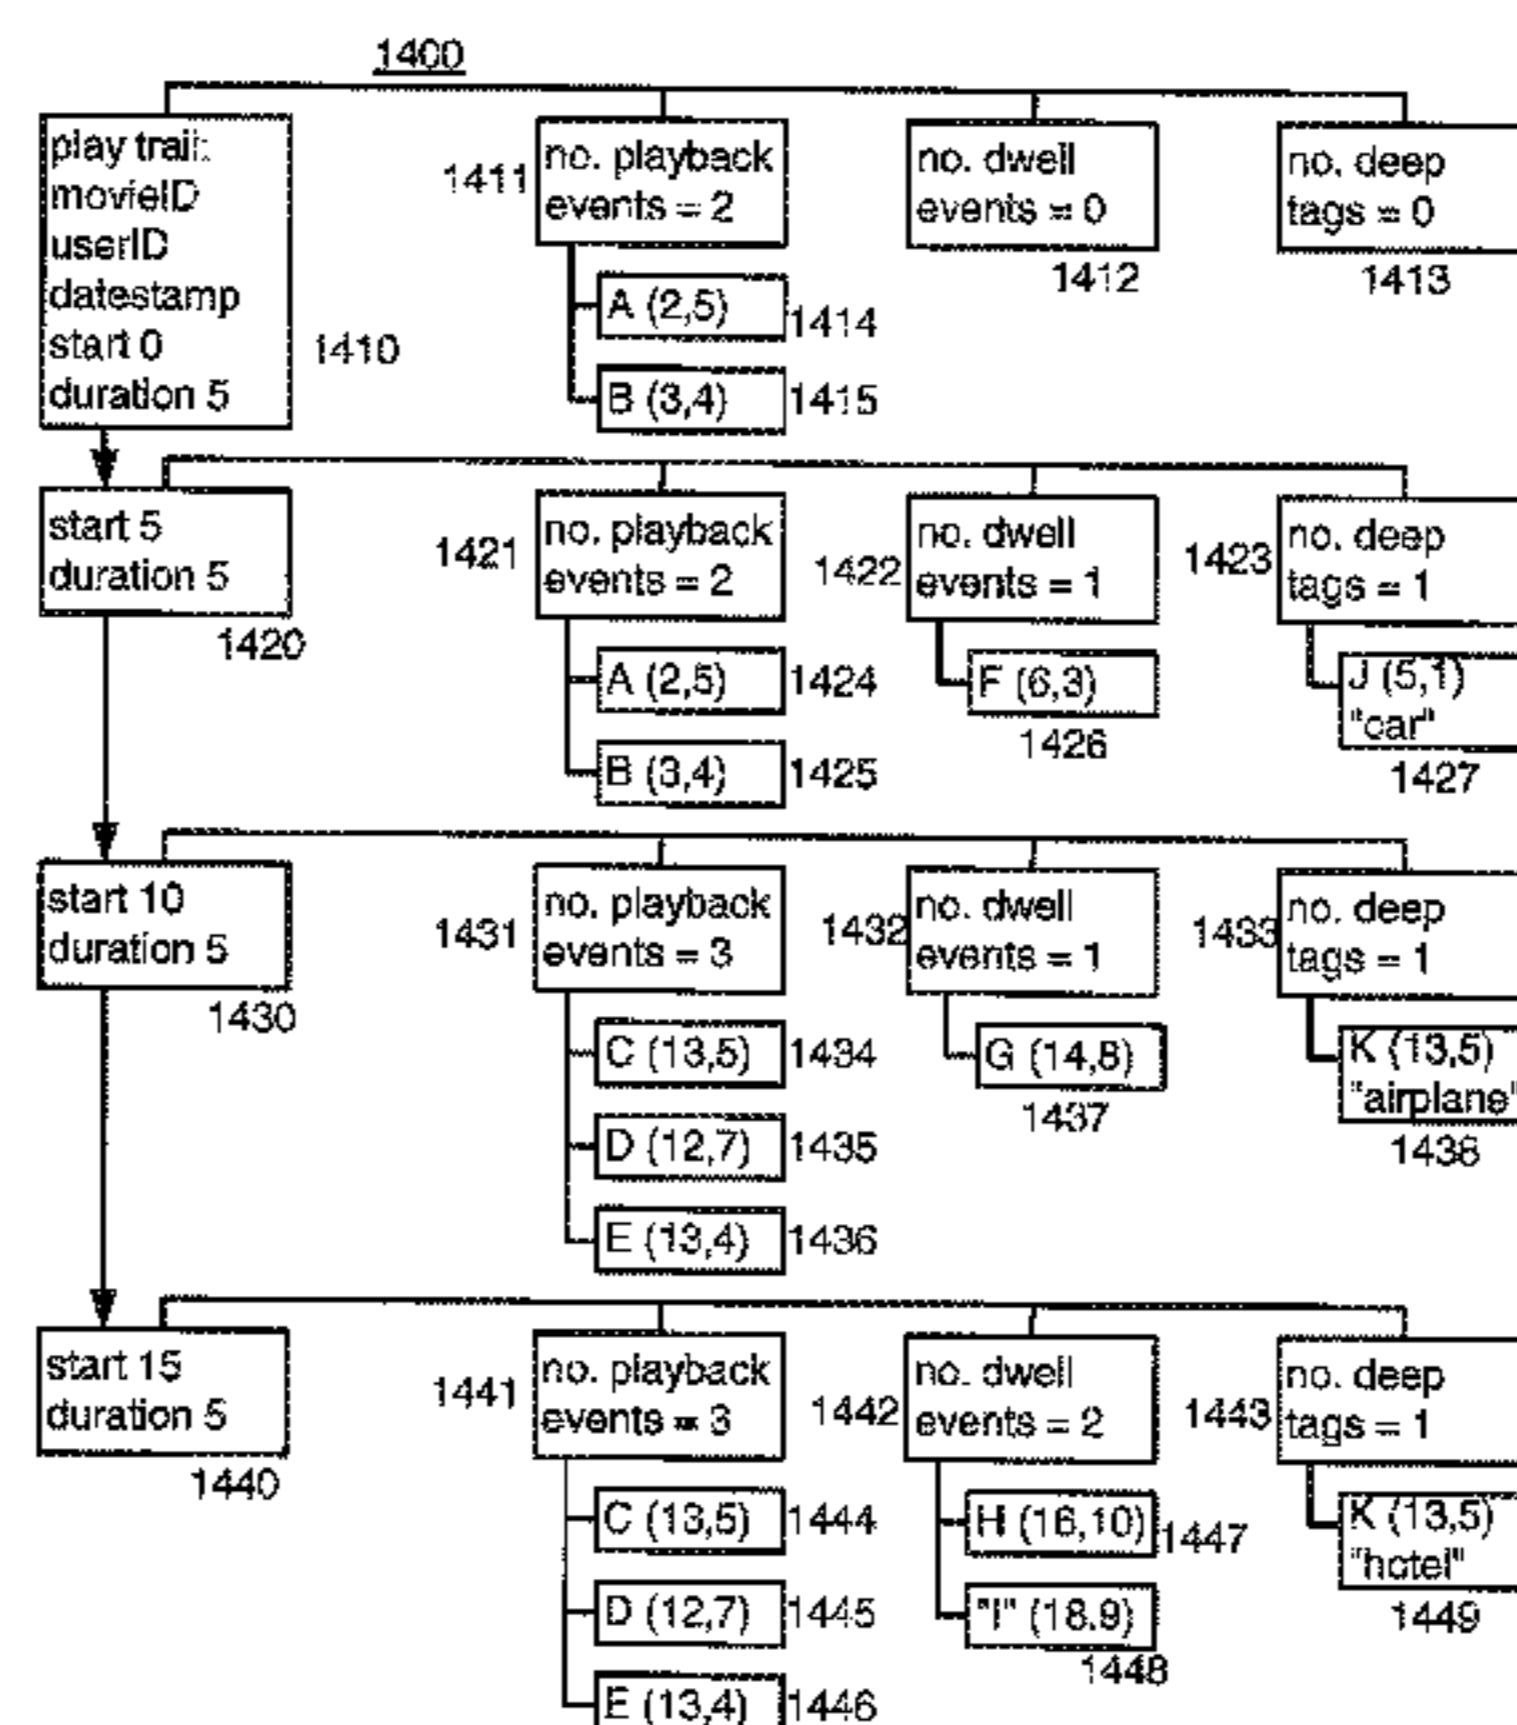 1400
play trail:
movieID
userID
datestamp
start 0
duration 5
1410
1411
no. playback
events = 2
A (2,5)
1414
B (3,4)
1415
no. dwell
events = 0
1412
no. deep
tags = 0
1413
start 5
duration 5
1420
1421
no. playback
events = 2
A (2,5)
1424
B (3,4)
1425
1422
no. dwell
events = 1
F (6,3)
1426
1423
no. deep
tags = 1
J (5,1)
"car"
1427
start 10
duration 5
1430
1431
no. playback
events = 3
C (13,5)
1434
D (12,7)
1435
E (13,4)
1436
1432
no. dwell
events = 1
G (14,8)
1437
1433
no. deep
tags = 1
K (13,5)
"airplane"
1438
start 15
duration 5
1440
1441
no. playback
events = 3
C (13,5)
1444
D (12,7)
1445
E (13,4)
1446
1442
no. dwell
events = 2
H (16,10)
1447
"I" (18.9)
1448
1443
no. deep
tags = 1
K (13,5)
"hotel"
1449